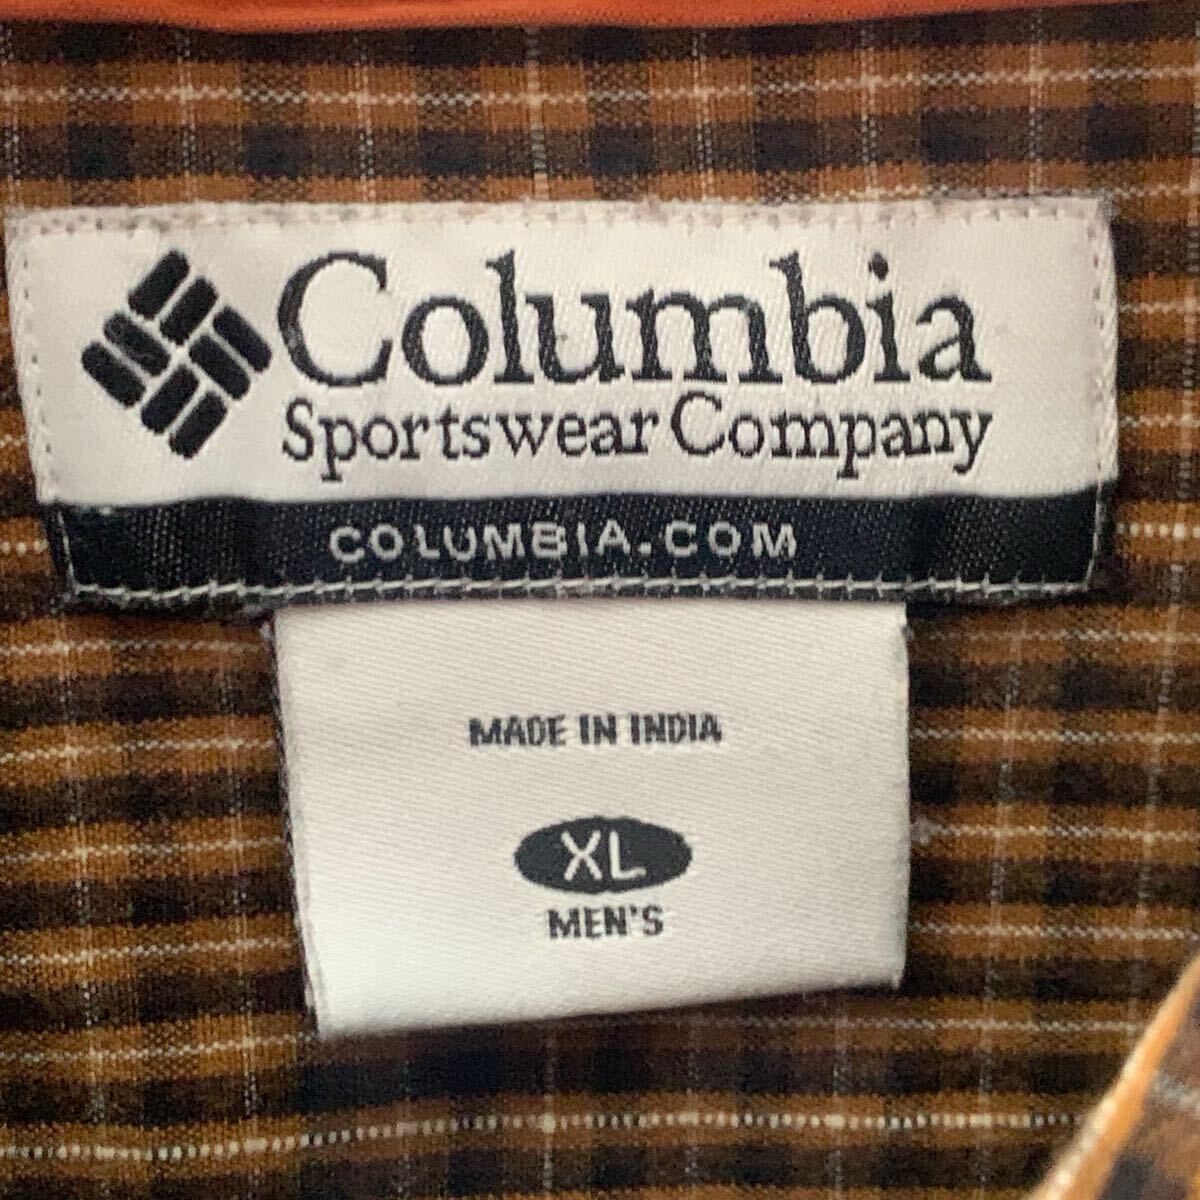 Columbia
Sportswear Company
COLUMBIA.COM
MADE IN INDIA
XL
MEN'S